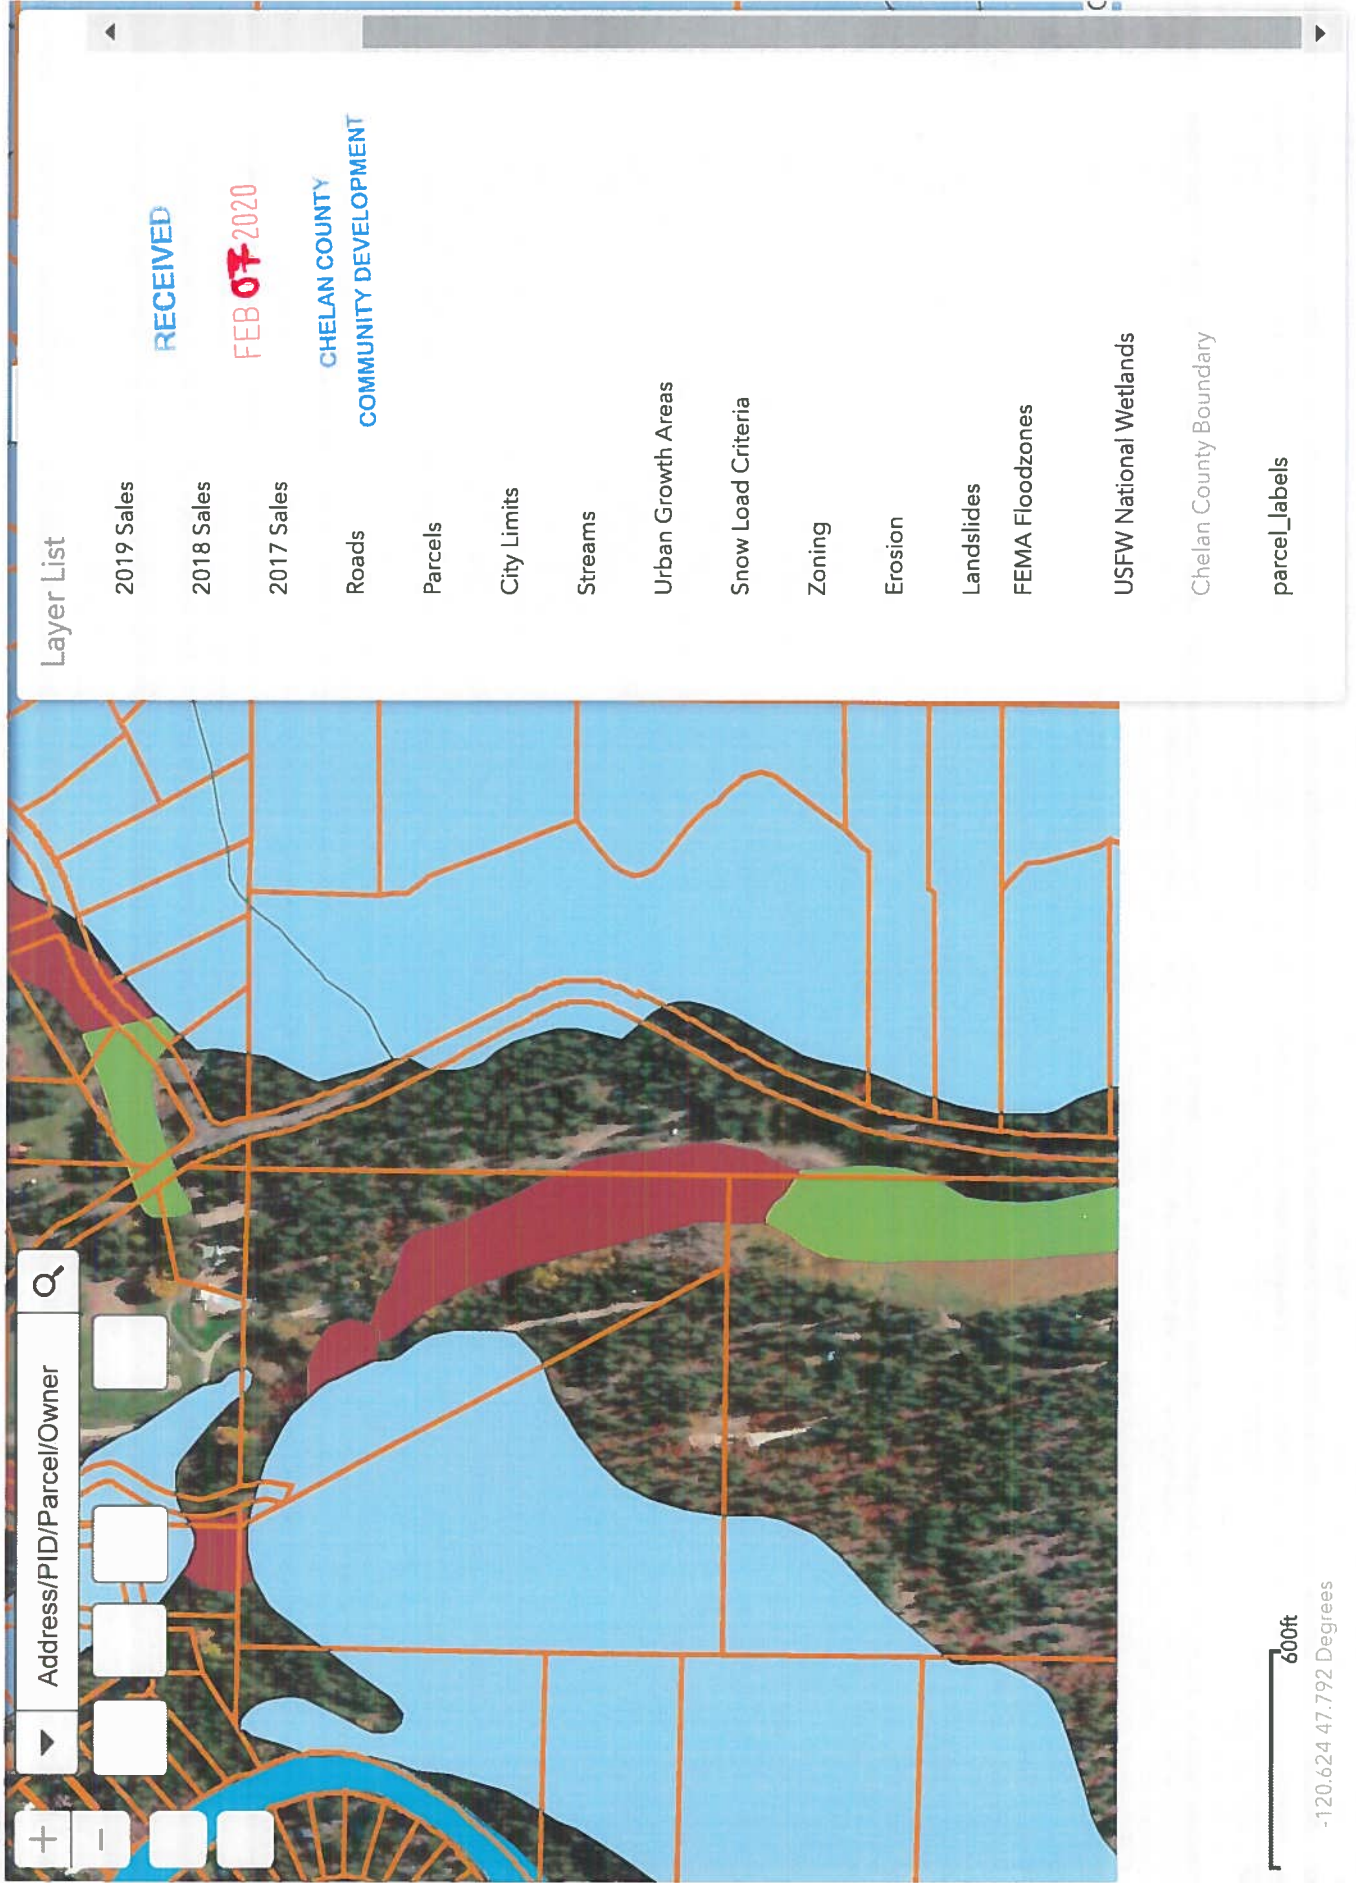 Address/PID/Parcel/Owner
Layer List
2019 Sales
2018 Sales
2017 Sales
Roads
Parcels
City Limits
Streams
Urban Growth Areas
Snow Load Criteria
Zoning
Erosion
Landslides
FEMA Floodzones
USFW National Wetlands
Chelan County Boundary
parcel_labels
RECEIVED
FEB 07 2020
CHELAN COUNTY
COMMUNITY DEVELOPMENT
600ft
-120.624 47.792 Degrees